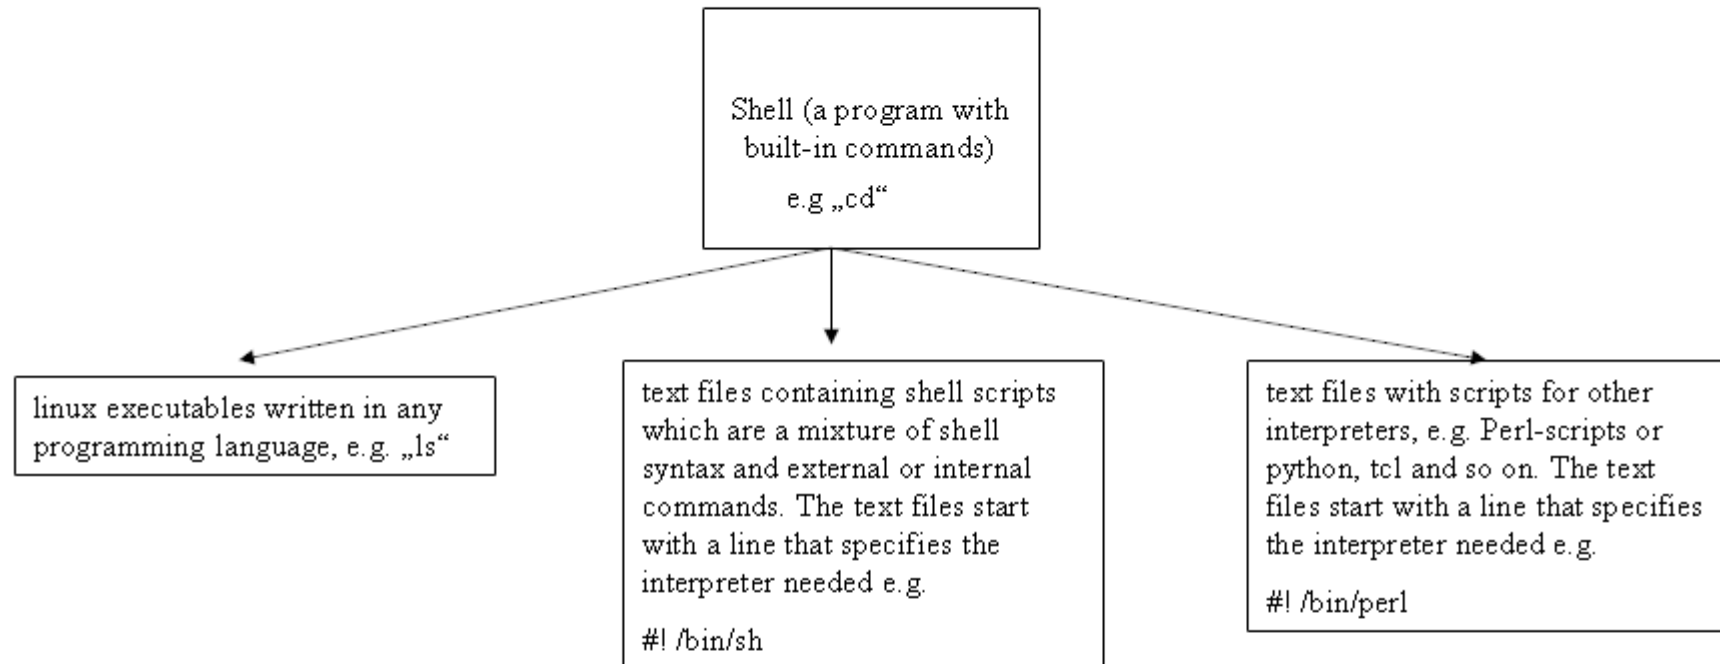 Shell (a program with
built-in commands)
e.g „cd“
linux executables written in any
programming language, e.g. „ls“
text files containing shell scripts
which are a mixture of shell
syntax and external or internal
commands. The text files start
with a line that specifies the
interpreter needed e.g.
#! /bin/sh
text files with scripts for other
interpreters, e.g. Perl-scripts or
python, tcl and so on. The text
files start with a line that specifies
the interpreter needed e.g.
#! /bin/perl